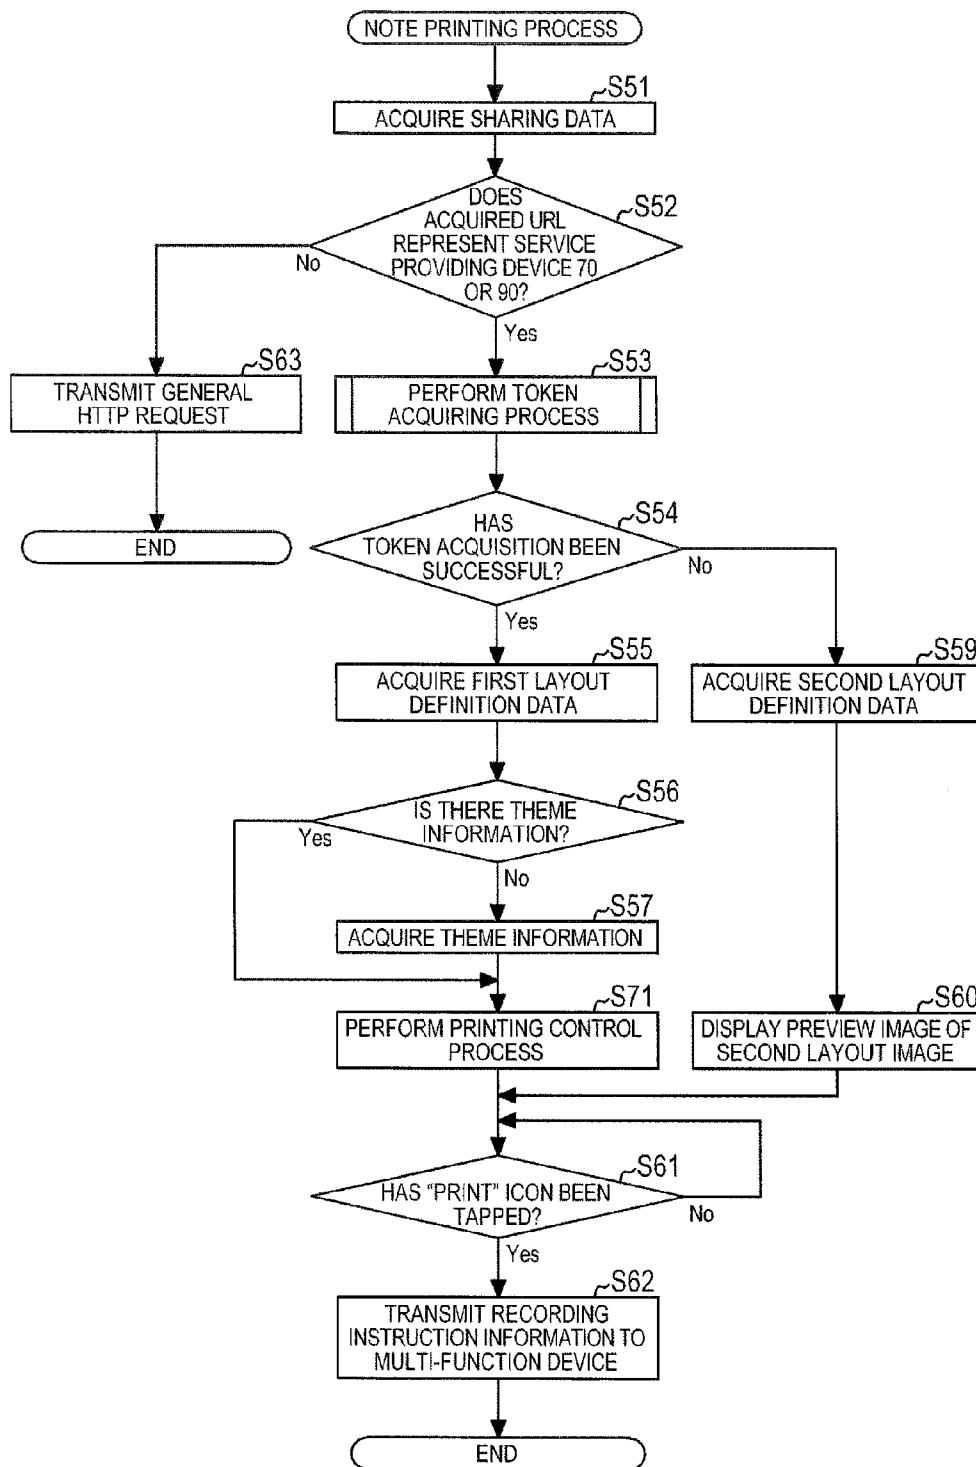 NOTE PRINTING PROCESS
S51
ACQUIRE SHARING DATA
S52
DOES
ACQUIRED URL
REPRESENT SERVICE
PROVIDING DEVICE 70
OR 90?
No
Yes
S63
TRANSMIT GENERAL
HTTP REQUEST
END
S53
PERFORM TOKEN
ACQUIRING PROCESS
S54
HAS
TOKEN ACQUISITION BEEN
SUCCESSFUL?
No
Yes
S55
ACQUIRE FIRST LAYOUT
DEFINITION DATA
S59
ACQUIRE SECOND LAYOUT
DEFINITION DATA
S56
IS THERE THEME
INFORMATION?
Yes
No
S57
ACQUIRE THEME INFORMATION
S71
PERFORM PRINTING CONTROL
PROCESS
S60
DISPLAY PREVIEW IMAGE OF
SECOND LAYOUT IMAGE
S61
HAS “PRINT” ICON BEEN
TAPPED?
No
Yes
S62
TRANSMIT RECORDING
INSTRUCTION INFORMATION TO
MULTI-FUNCTION DEVICE
END